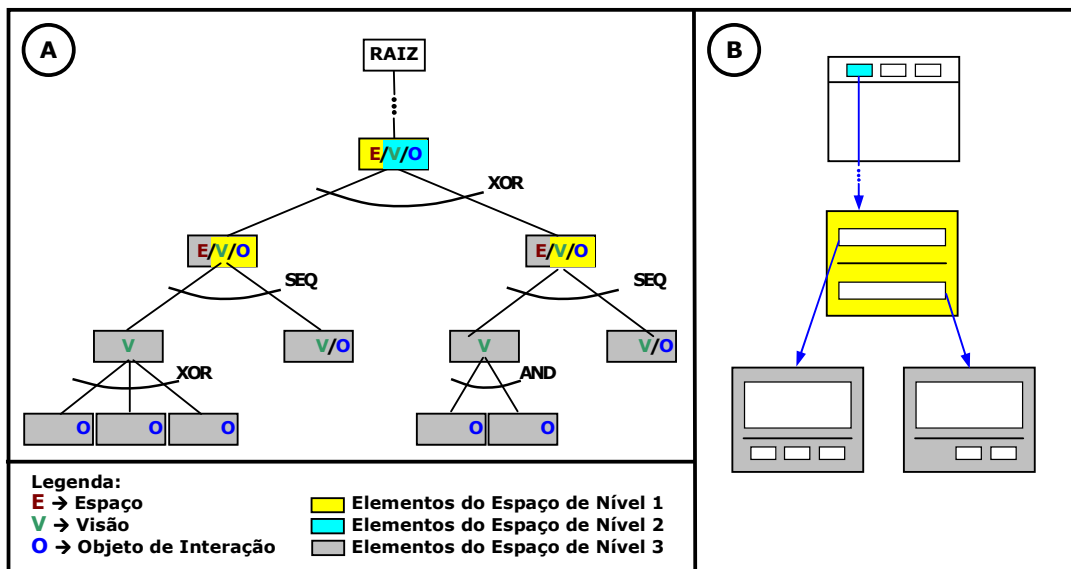 A
RAIZ
E/V/O
XOR
E/V/O
E/V/O
SEQ
SEQ
V
V/O
V
V/O
XOR
AND
O
O
O
O
O
Legenda:
E → Espaço
V → Visão
O → Objeto de Interação
Elementos do Espaço de Nível 1
Elementos do Espaço de Nível 2
Elementos do Espaço de Nível 3
B